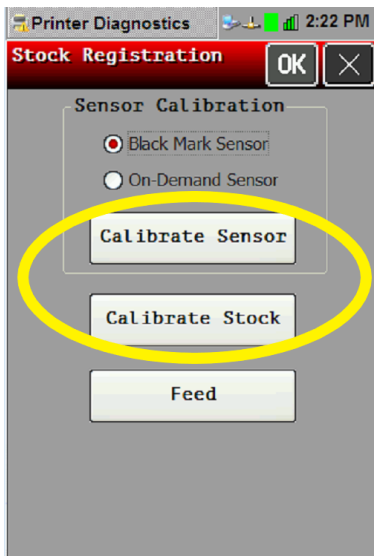 Printer Diagnostics 2:22 PM
Stock Registration OK
Sensor Calibration
Black Mark Sensor
On-Demand Sensor
Calibrate Sensor
Calibrate Stock
Feed